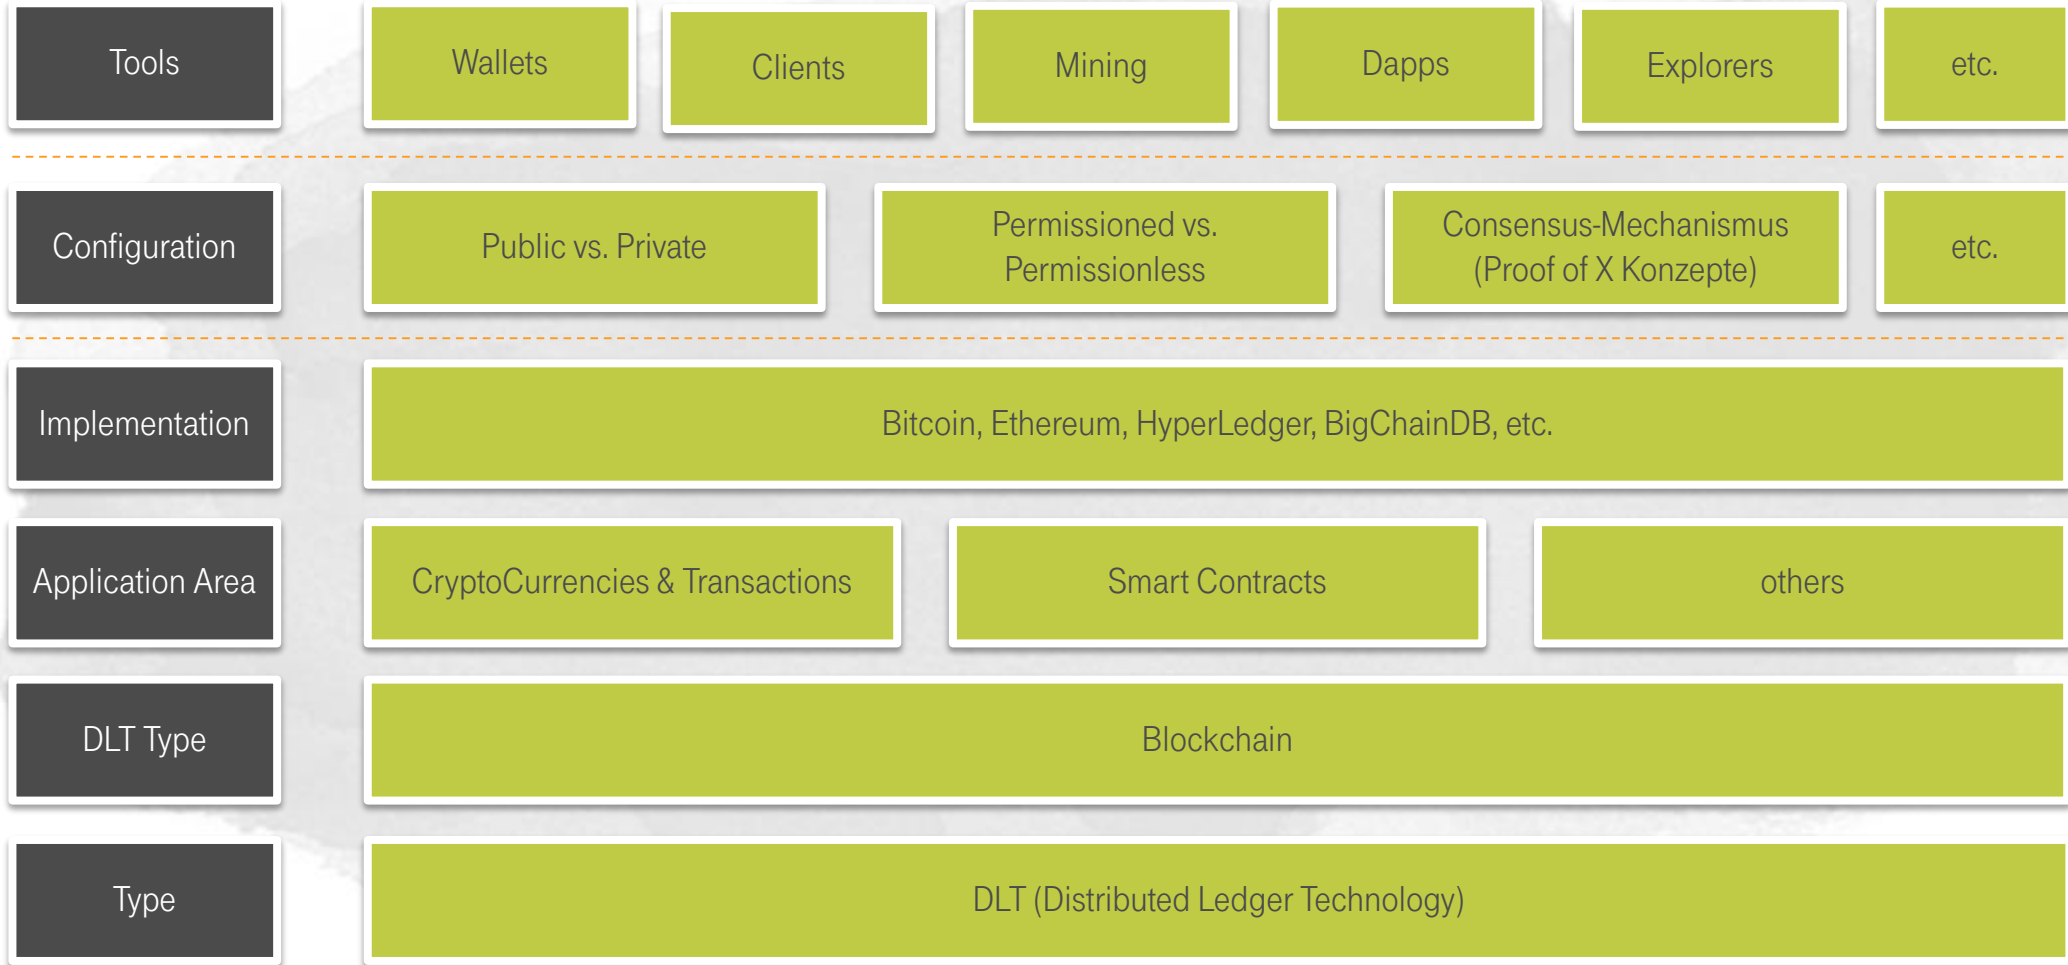 Tools
Wallets
Clients
Mining
Dapps
Explorers
etc.
Configuration
Public vs. Private
Permissioned vs.
Permissionless
Consensus-Mechanismus
(Proof of X Konzepte)
etc.
Implementation
Bitcoin, Ethereum, HyperLedger, BigChainDB, etc.
Application Area
CryptoCurrencies & Transactions
Smart Contracts
others
DLT Type
Blockchain
Type
DLT (Distributed Ledger Technology)